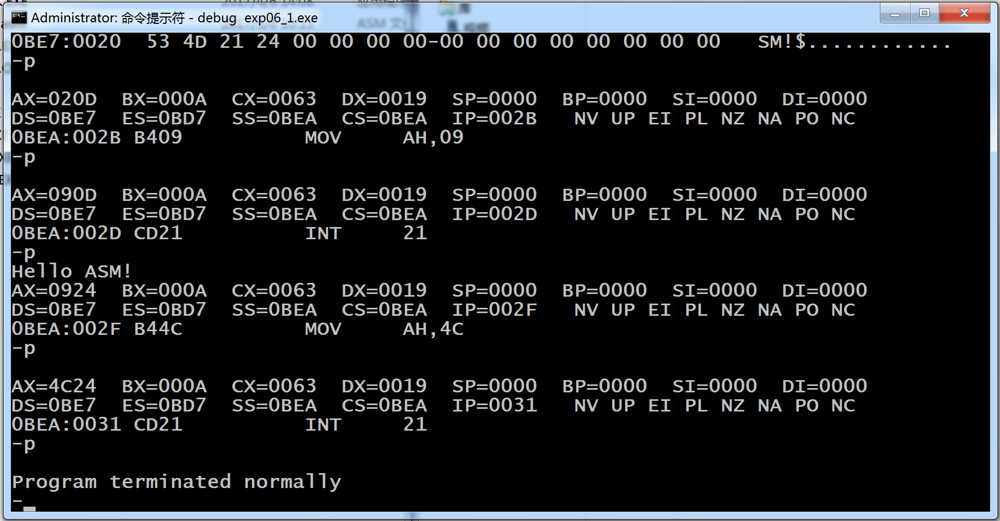 Administrator: 命令提示符 - debug  exp06_1.exe
0BE7:0020  53 4D 21 24 00 00 00 00-00 00 00 00 00 00 00 00   SM!$............
-p
AX=020D  BX=000A  CX=0063  DX=0019  SP=0000  BP=0000  SI=0000  DI=0000
DS=0BE7  ES=0BD7  SS=0BEA  CS=0BEA  IP=002B   NV UP EI PL NZ NA PO NC
0BEA:002B B409          MOV     AH,09
-p
AX=090D  BX=000A  CX=0063  DX=0019  SP=0000  BP=0000  SI=0000  DI=0000
DS=0BE7  ES=0BD7  SS=0BEA  CS=0BEA  IP=002D   NV UP EI PL NZ NA PO NC
0BEA:002D CD21          INT     21
-p
Hello ASM!
AX=0924  BX=000A  CX=0063  DX=0019  SP=0000  BP=0000  SI=0000  DI=0000
DS=0BE7  ES=0BD7  SS=0BEA  CS=0BEA  IP=002F   NV UP EI PL NZ NA PO NC
0BEA:002F B44C          MOV     AH,4C
-p
AX=4C24  BX=000A  CX=0063  DX=0019  SP=0000  BP=0000  SI=0000  DI=0000
DS=0BE7  ES=0BD7  SS=0BEA  CS=0BEA  IP=0031   NV UP EI PL NZ NA PO NC
0BEA:0031 CD21          INT     21
-p
Program terminated normally
-